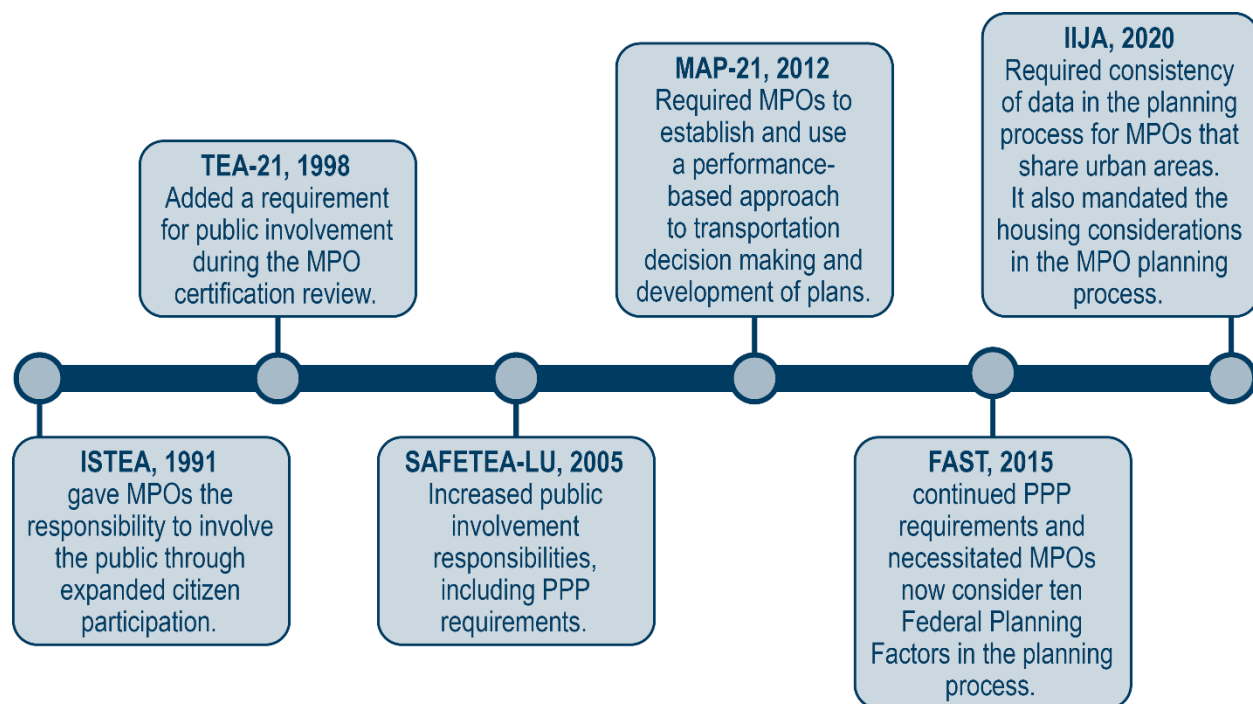 ISTEA, 1991
gave MPOs the
responsibility to involve
the public through
expanded citizen
participation.
TEA-21, 1998
Added a requirement
for public involvement
during the MPO
certification review.
SAFETEA-LU, 2005
Increased public
involvement
responsibilities,
including PPP
requirements.
MAP-21, 2012
Required MPOs to
establish and use
a performance-
based approach
to transportation
decision making and
development of plans.
FAST, 2015
continued PPP
requirements and
necessitated MPOs
now consider ten
Federal Planning
Factors in the planning
process.
IIJA, 2020
Required consistency
of data in the planning
process for MPOs that
share urban areas.
It also mandated the
housing considerations
in the MPO planning
process.